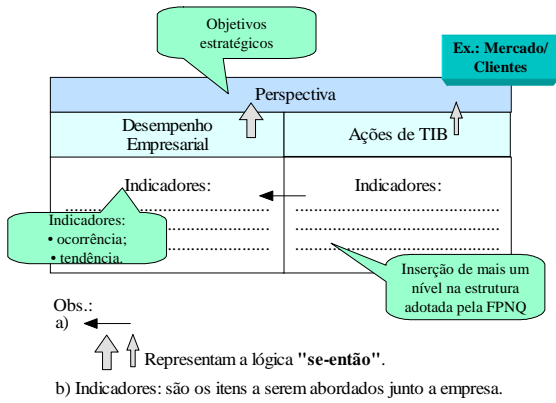 Objetivos
estratégicos
Ex.: Mercado/
Clientes
Perspectiva
Desempenho
Empresarial
Ações de TIB
Indicadores:
Indicadores:
Indicadores:
• ocorrência;
• tendência.
Inserção de mais um
nível na estrutura
adotada pela FPNQ
Obs.:
a)
Representam a lógica "se-então".
b) Indicadores: são os itens a serem abordados junto a empresa.